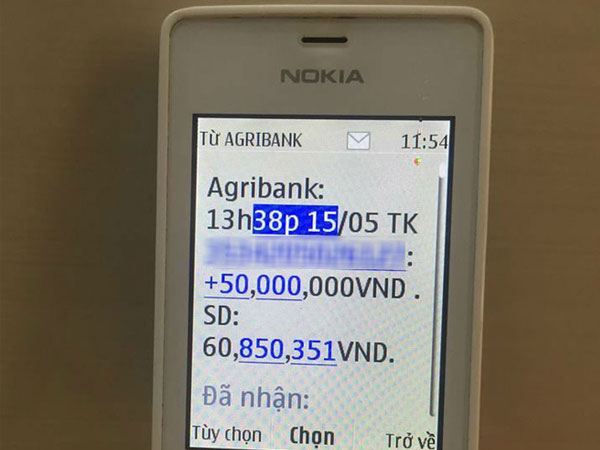 NOKIA
Từ AGRIBANK 11:54
Agribank:
13h38p 15/05 TK
:
+50,000,000VND .
SD:
60,850,351VND.
Đã nhận:
Tùy chọn Chọn Trở về